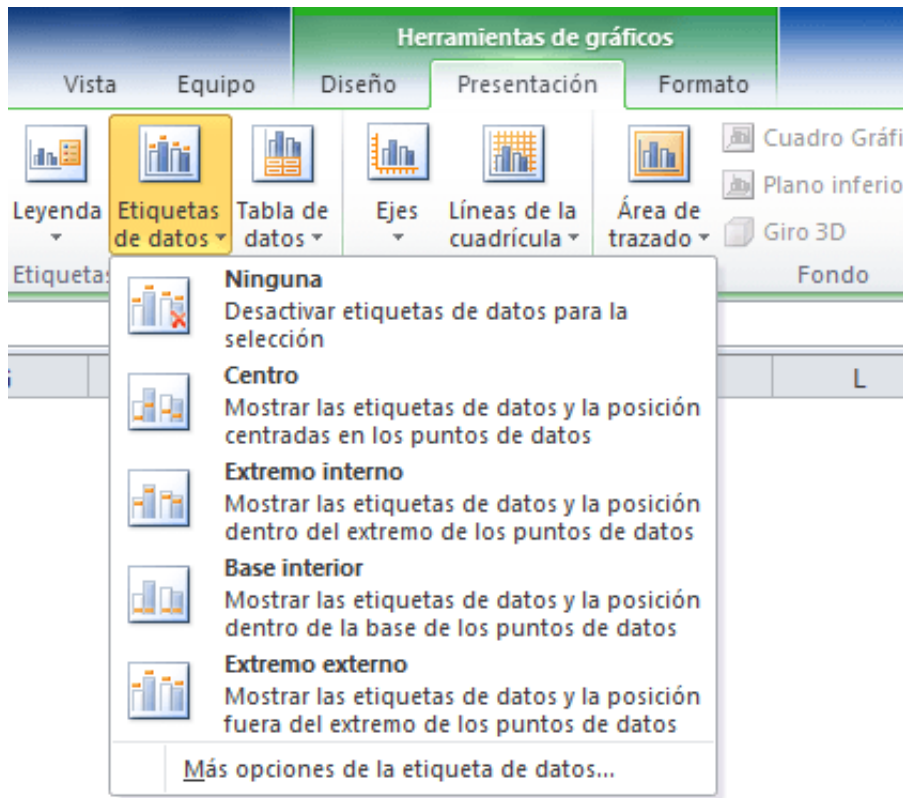 Herramientas de gráficos
Vista Equipo Diseño Presentación Formato
Leyenda
Etiquetas de datos
Tabla de datos
Ejes
Líneas de la cuadrícula
Área de trazado
Cuadro Gráfi
Plano inferio
Giro 3D
Etiquetas
Fondo
L
Ninguna
Desactivar etiquetas de datos para la
selección
Centro
Mostrar las etiquetas de datos y la posición
centradas en los puntos de datos
Extremo interno
Mostrar las etiquetas de datos y la posición
dentro del extremo de los puntos de datos
Base interior
Mostrar las etiquetas de datos y la posición
dentro de la base de los puntos de datos
Extremo externo
Mostrar las etiquetas de datos y la posición
fuera del extremo de los puntos de datos
Más opciones de la etiqueta de datos...